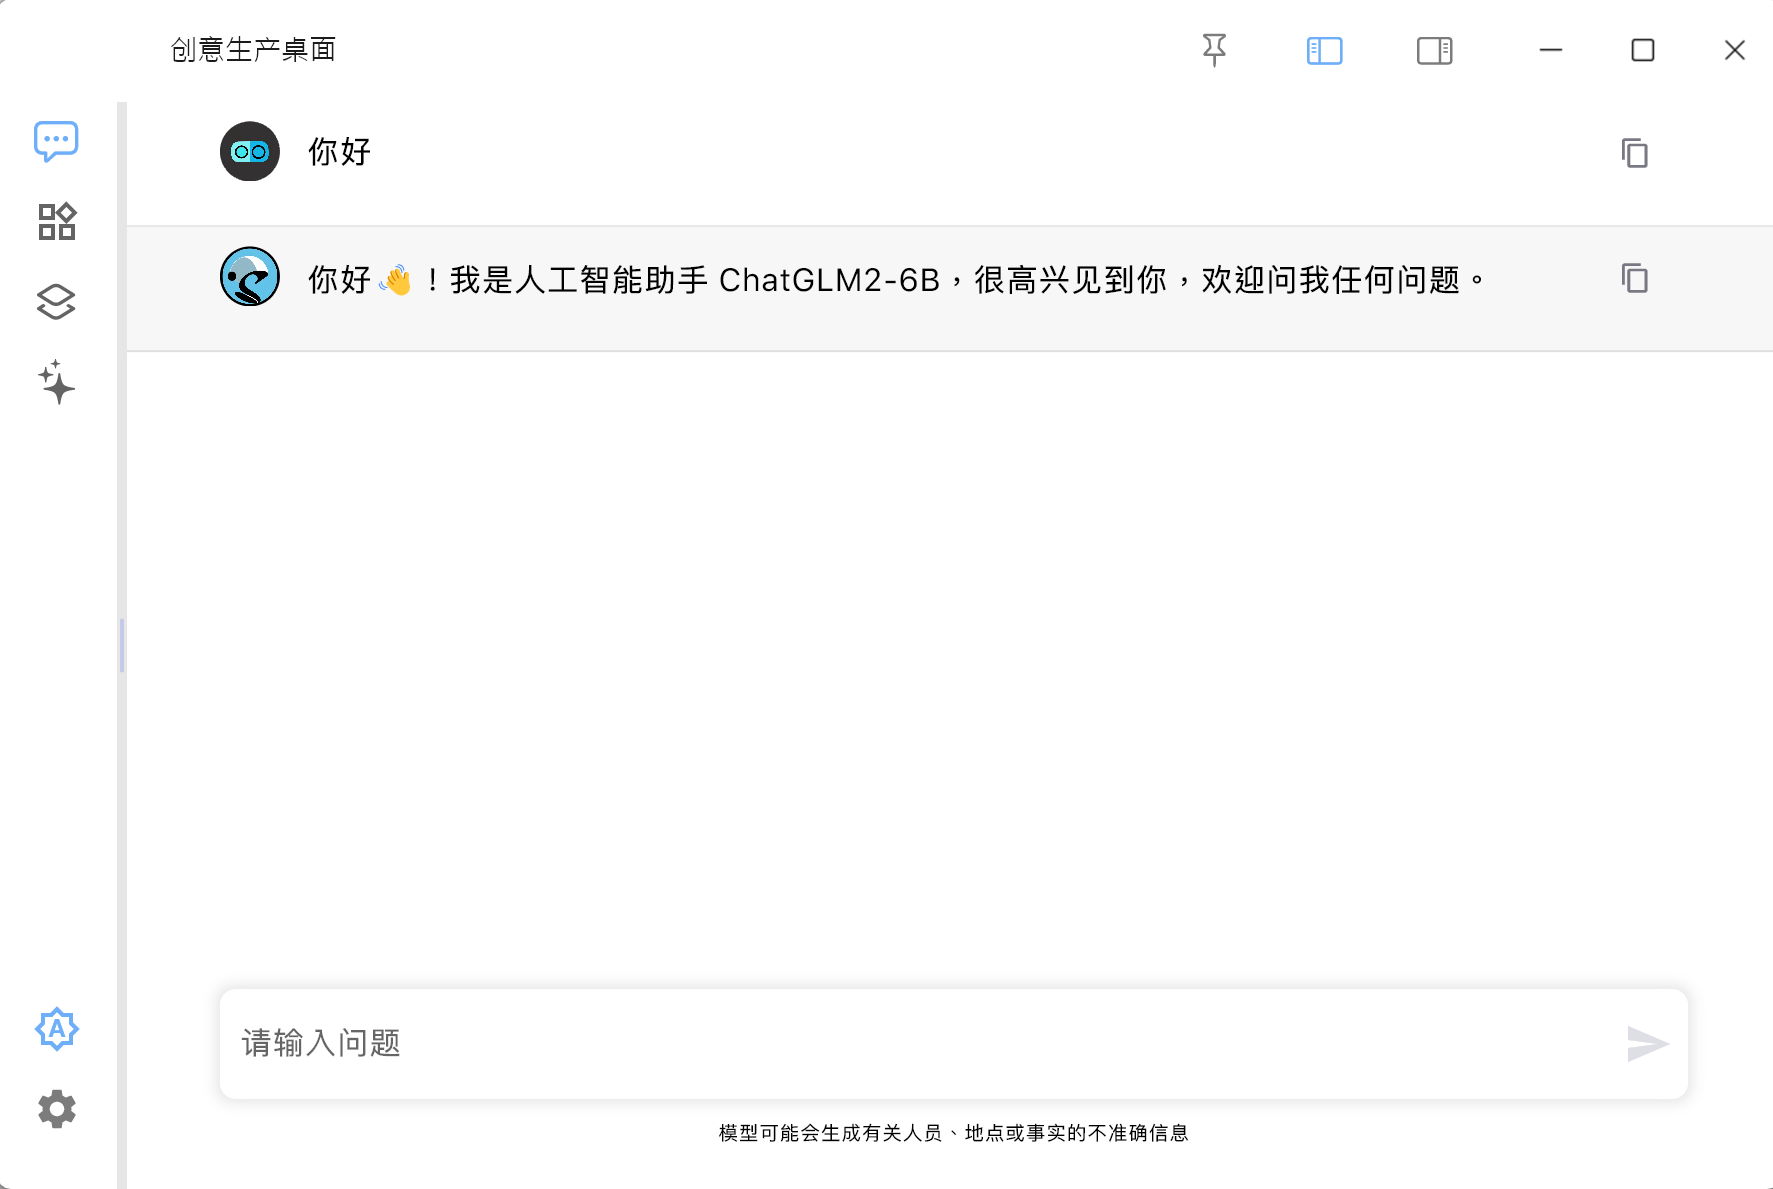 创意生产桌面
你好
你好👋！我是人工智能助手 ChatGLM2-6B，很高兴见到你，欢迎问我任何问题。
A
请输入问题
模型可能会生成有关人员、地点或事实的不准确信息